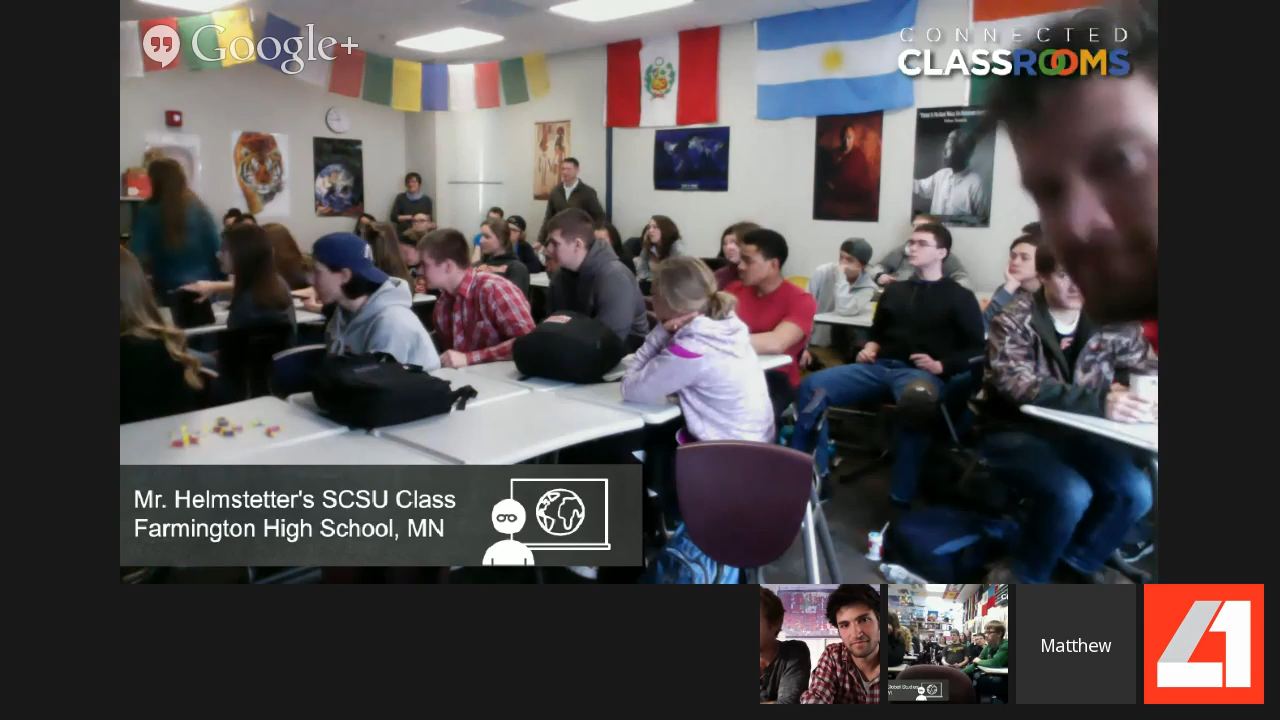 Google+
CONNECTED
CLASSROOMS
Mr. Helmstetter's SCSU Class
Farmington High School, MN
Matthew